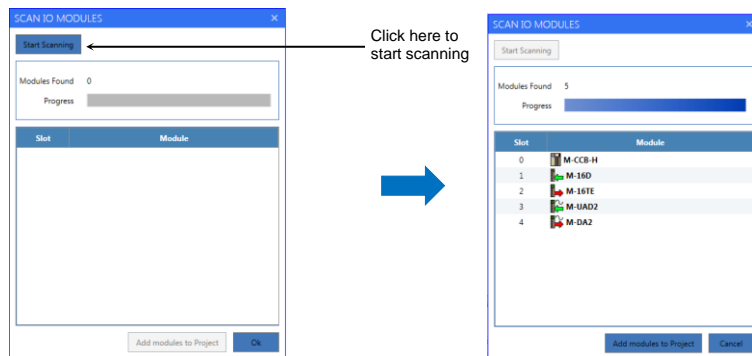 SCAN IO MODULES ×
Start Scanning
Modules Found 0
Progress
Slot Module
Add modules to Project Ok
Click here to
start scanning
SCAN IO MODULES ×
Start Scanning
Modules Found 5
Progress
Slot Module
0 M-CCB-H
1 M-16D
2 M-16TE
3 M-UAD2
4 M-DA2
Add modules to Project Cancel